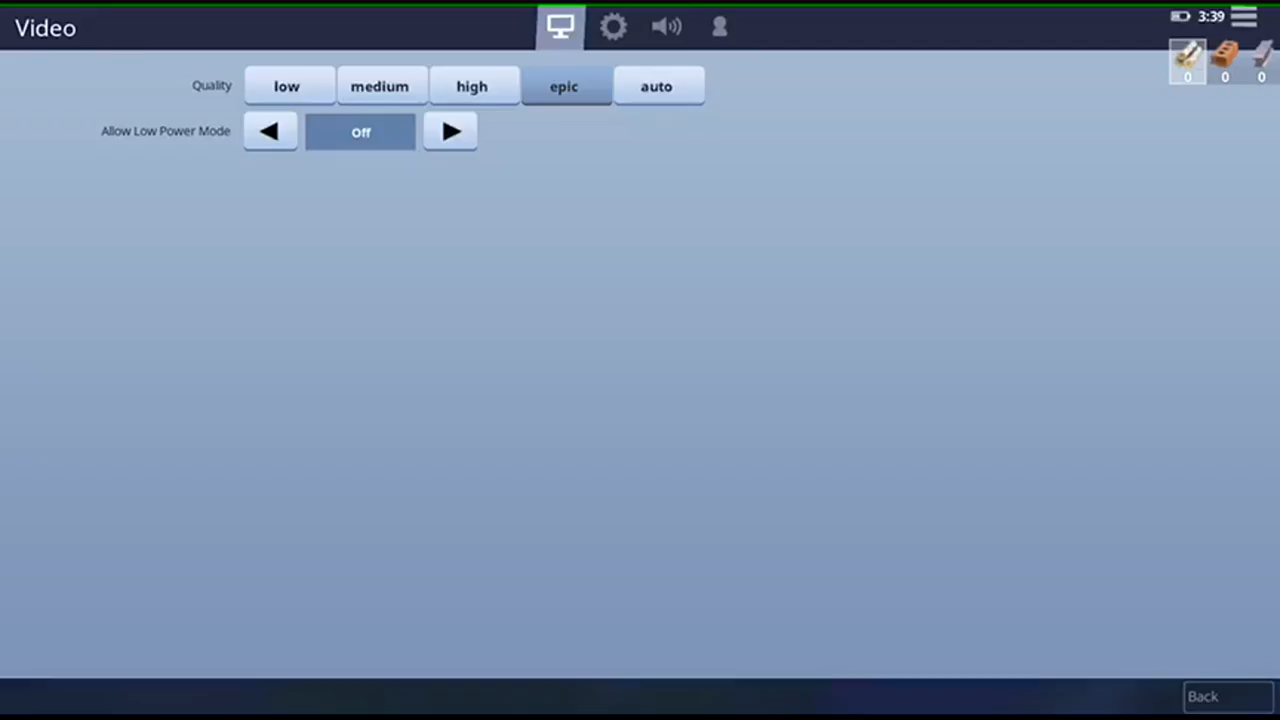 Video
3:39
0 0 0
Quality low medium high epic auto
Allow Low Power Mode Off
Back